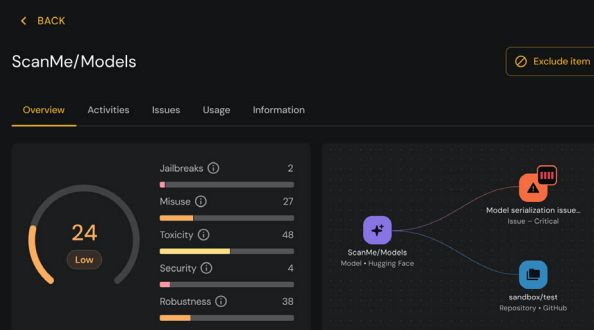 BACK
ScanMe/Models
Exclude item
Overview Activities Issues Usage Information
Jailbreaks 2
Misuse 27
Toxicity 48
Security 4
Robustness 38
24
Low
Model serialization issue...
Issue – Critical
ScanMe/Models
Model • Hugging Face
sandbox/test
Repository • GitHub